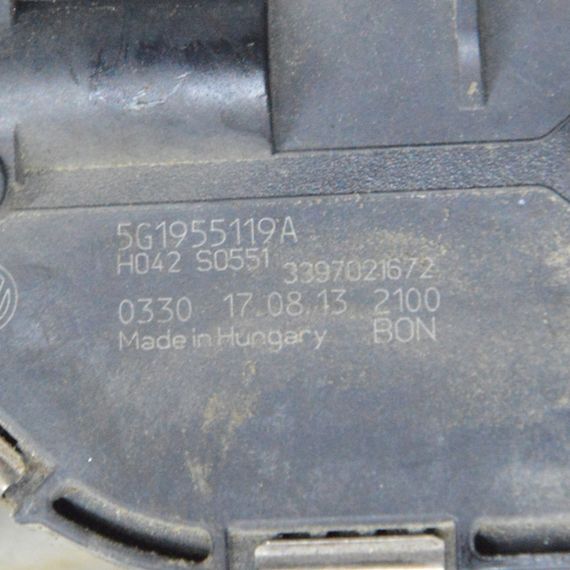 5G1955119A
H042 S0551 3397021672
0330 17.08.13 2100
Made in Hungary BON